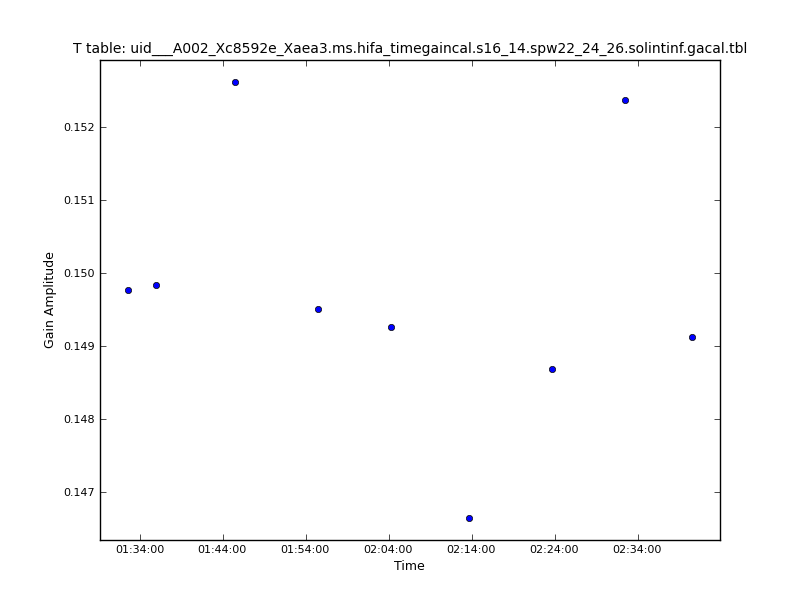 T table: uid___A002_Xc8592e_Xaea3.ms.hifa_timegaincal.s16_14.spw22_24_26.solintinf.gacal.tbl
0.152
0.151
0.150
0.149
0.148
0.147
Gain Amplitude
01:34:00 01:44:00 01:54:00 02:04:00 02:14:00 02:24:00 02:34:00
Time